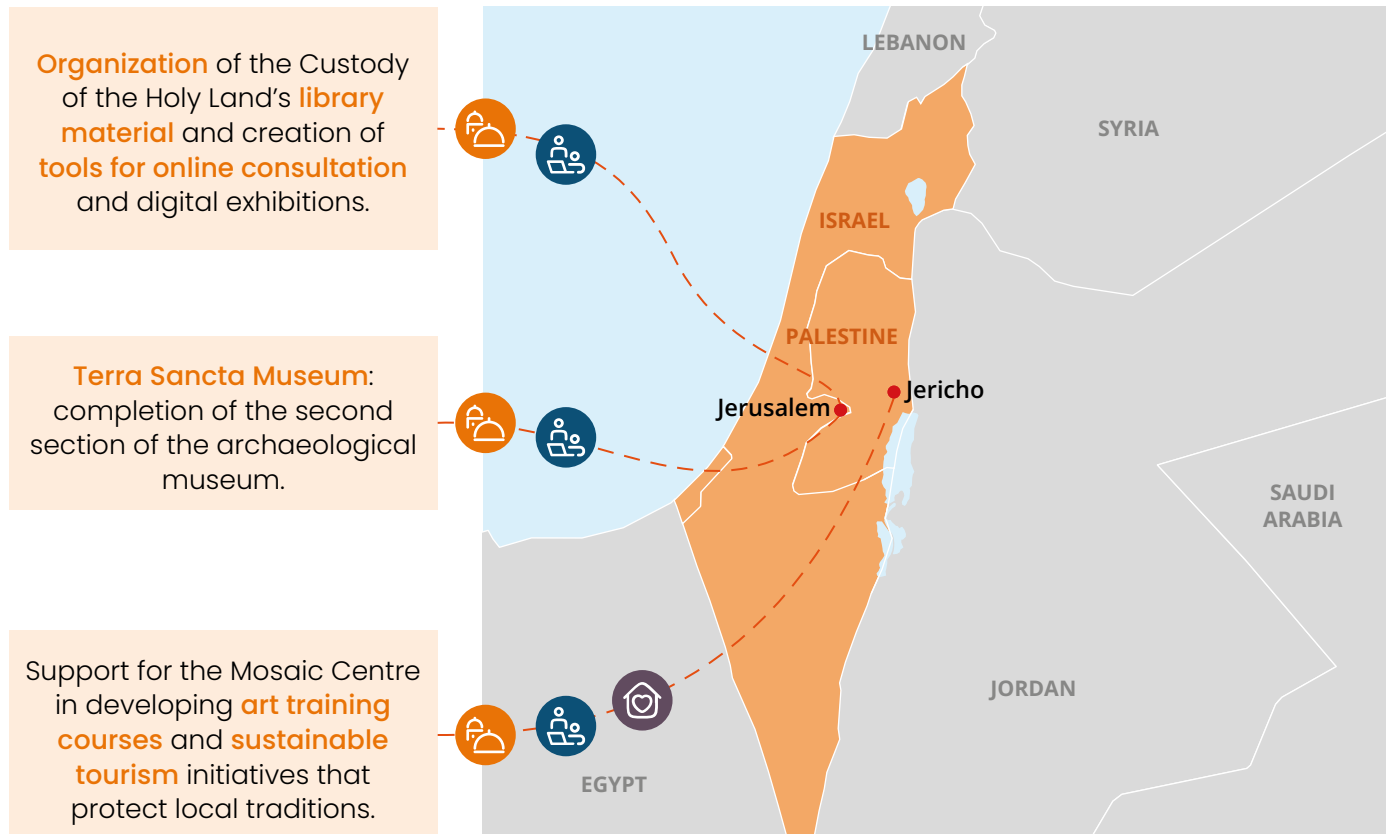 Organization of the Custody
of the Holy Land’s library
material and creation of
tools for online consultation
and digital exhibitions.
Terra Sancta Museum:
completion of the second
section of the archaeological
museum.
Support for the Mosaic Centre
in developing art training
courses and sustainable
tourism initiatives that
protect local traditions.
LEBANON
SYRIA
ISRAEL
PALESTINE
Jericho
Jerusalem
SAUDI
ARABIA
JORDAN
EGYPT